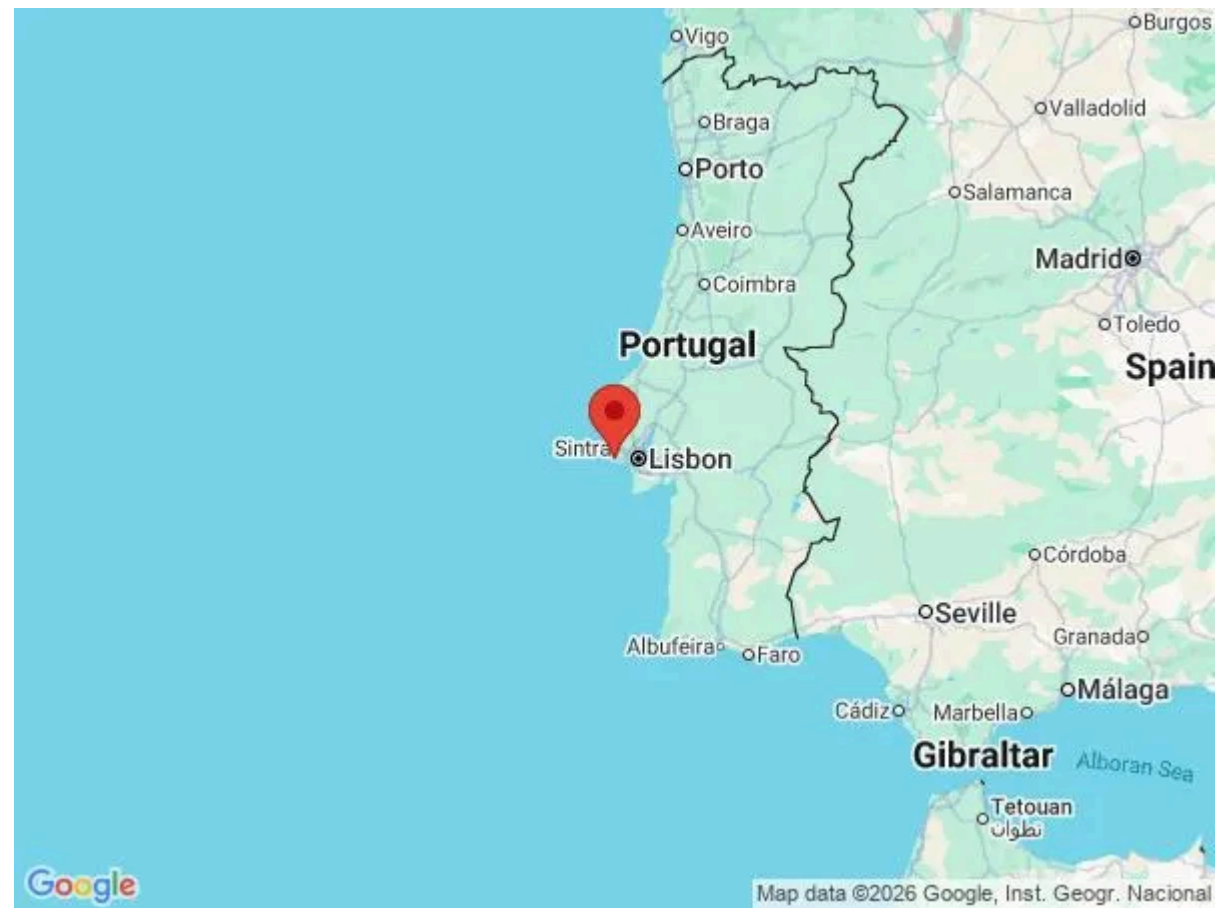 Vigo
Burgos
Braga
Valladolid
Porto
Salamanca
Aveiro
Madrid
Coimbra
Toledo
Portugal
Spain
Sintra
Lisbon
Córdoba
Seville
Granada
Albufeira
Faro
Málaga
Cádiz
Marbella
Gibraltar
Alboran Sea
Tetouan
تطوان
Google
Map data ©2026 Google, Inst. Geogr. Nacional